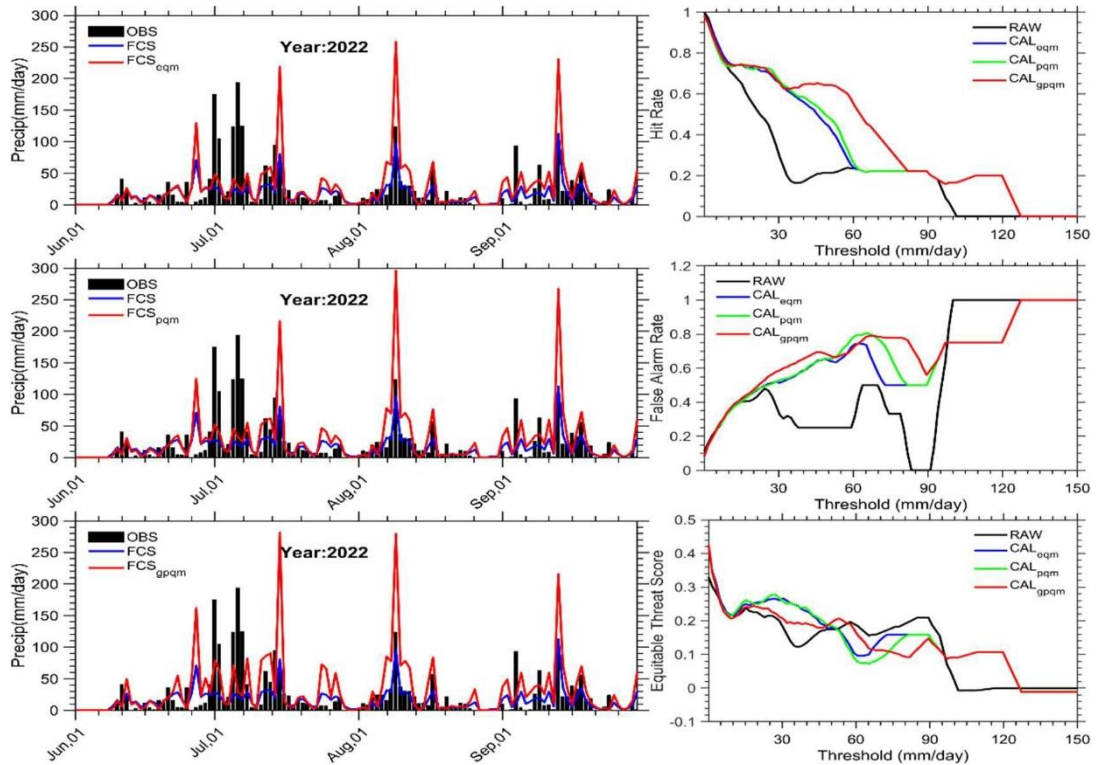 300
250
200
150
100
50
0
Precip(mm/day)
OBS
FCS
FCSeqm
Year:2022
Jun,01
Jul,01
Aug,01
Sep,01
1
0.8
0.6
0.4
0.2
0
Hit Rate
RAW
CALeqm
CALpqm
CALgpqm
30 60 90 120 150
Threshold (mm/day)
300
250
200
150
100
50
0
Precip(mm/day)
OBS
FCS
FCSpqm
Year:2022
Jun,01
Jul,01
Aug,01
Sep,01
1.2
1
0.8
0.6
0.4
0.2
0
False Alarm Rate
RAW
CALeqm
CALpqm
CALgpqm
30 60 90 120 150
Threshold (mm/day)
300
250
200
150
100
50
0
Precip(mm/day)
OBS
FCS
FCSgpqm
Year:2022
Jun,01
Jul,01
Aug,01
Sep,01
0.5
0.4
0.3
0.2
0.1
0
-0.1
Equitable Threat Score
RAW
CALeqm
CALpqm
CALgpqm
30 60 90 120 150
Threshold (mm/day)